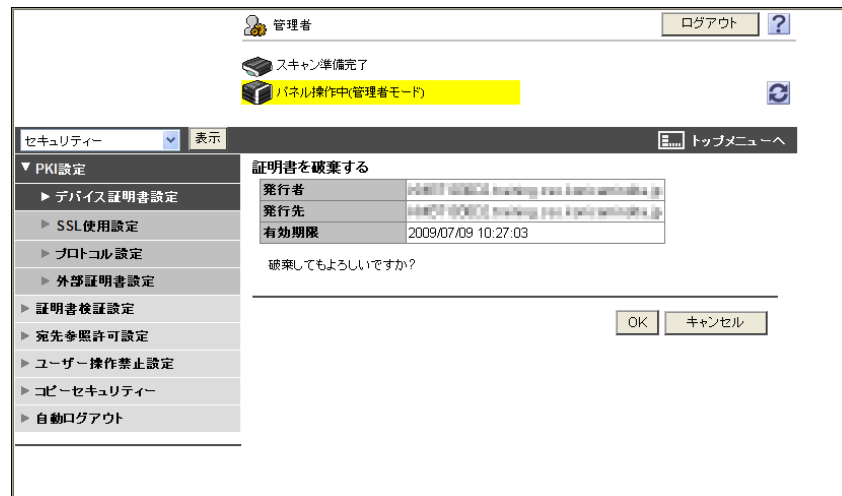 管理者
ログアウト
?
スキャン準備完了
パネル操作中(管理者モード)
セキュリティー
表示
トップメニューへ
▼ PKI設定
▶ デバイス証明書設定
▶ SSL使用設定
▶ プロトコル設定
▶ 外部証明書設定
▶ 証明書検証設定
▶ 宛先参照許可設定
▶ ユーザー操作禁止設定
▶ コピーセキュリティー
▶ 自動ログアウト
証明書を破棄する
発行者
発行先
有効期限 2009/07/09 10:27:03
破棄してもよろしいですか?
OK キャンセル